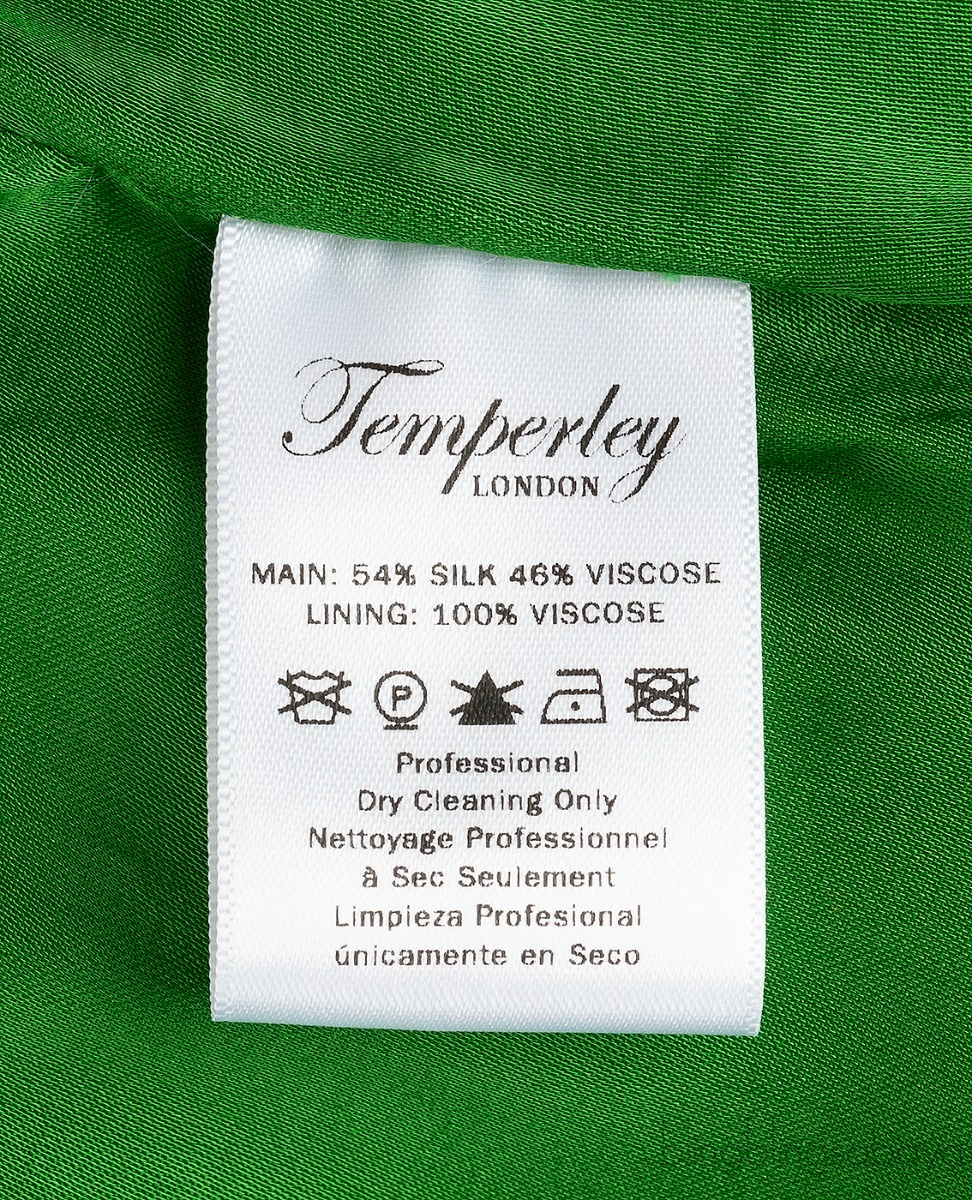 Temperley
LONDON
MAIN: 54% SILK 46% VISCOSE
LINING: 100% VISCOSE
P
Professional
Dry Cleaning Only
Nettoyage Professionnel
à Sec Seulement
Limpieza Profesional
únicamente en Seco